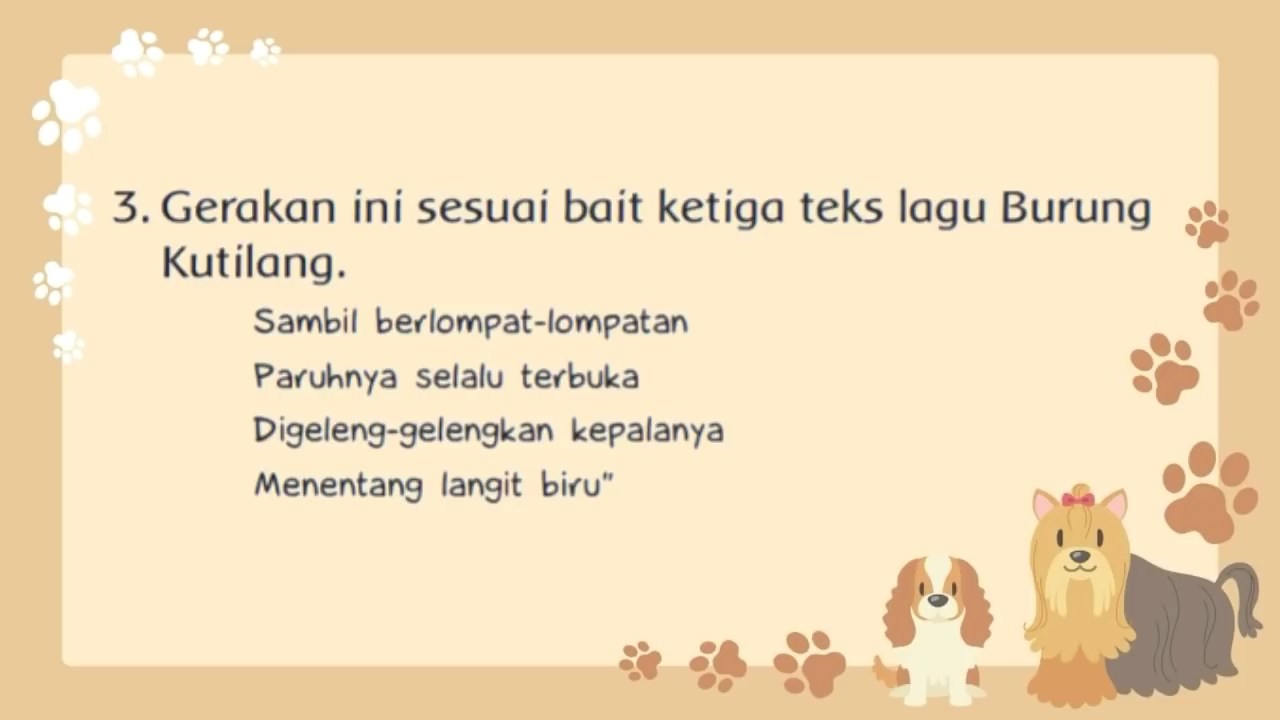 3. Gerakan ini sesuai bait ketiga teks lagu Burung
Kutilang.
Sambil berlompat-lompatan
Paruhnya selalu terbuka
Digeleng-gelengkan kepalanya
Menentang langit biru”